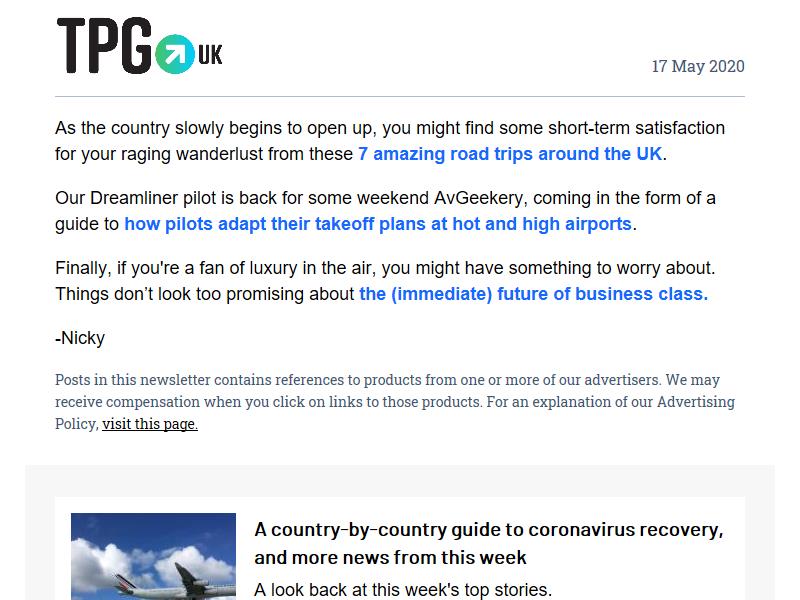 TPG UK
17 May 2020
As the country slowly begins to open up, you might find some short-term satisfaction
for your raging wanderlust from these 7 amazing road trips around the UK.
Our Dreamliner pilot is back for some weekend AvGeekery, coming in the form of a
guide to how pilots adapt their takeoff plans at hot and high airports.
Finally, if you're a fan of luxury in the air, you might have something to worry about.
Things don’t look too promising about the (immediate) future of business class.
-Nicky
Posts in this newsletter contains references to products from one or more of our advertisers. We may
receive compensation when you click on links to those products. For an explanation of our Advertising
Policy, visit this page.
A country-by-country guide to coronavirus recovery,
and more news from this week
A look back at this week's top stories.